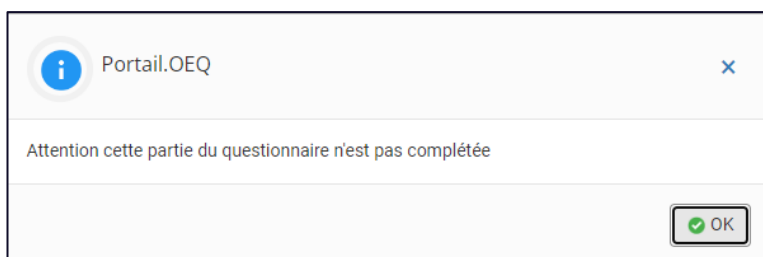 Portail.OEQ
Attention cette partie du questionnaire n'est pas complétée
OK